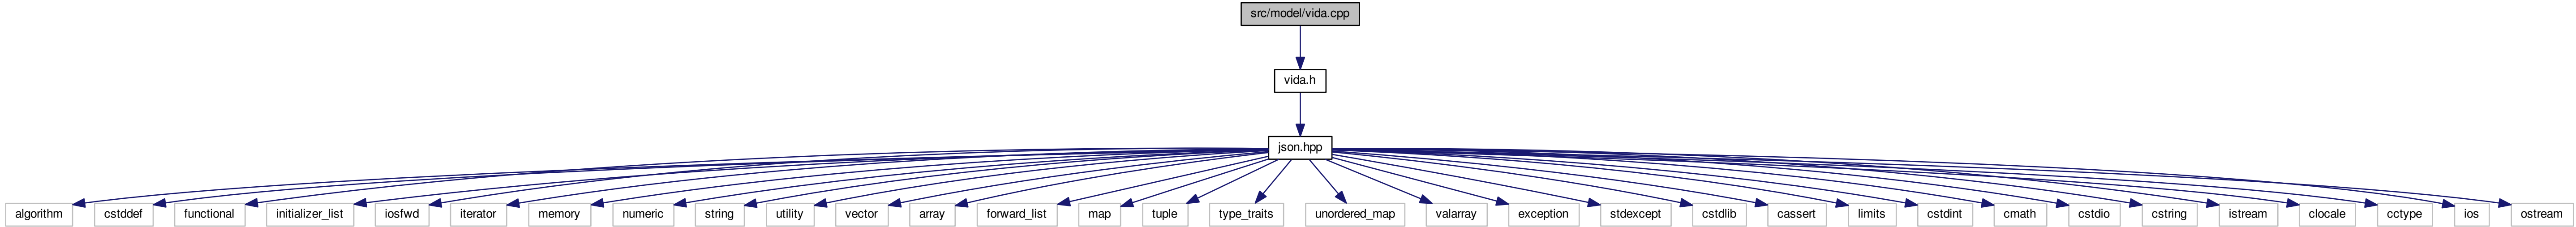 src/model/vida.cpp
vida.h
json.hpp
algorithm
cstddef
functional
initializer_list
iosfwd
iterator
memory
numeric
string
utility
vector
array
forward_list
map
tuple
type_traits
unordered_map
valarray
exception
stdexcept
cstdlib
cassert
limits
cstdint
cmath
cstdio
cstring
istream
clocale
cctype
ios
ostream